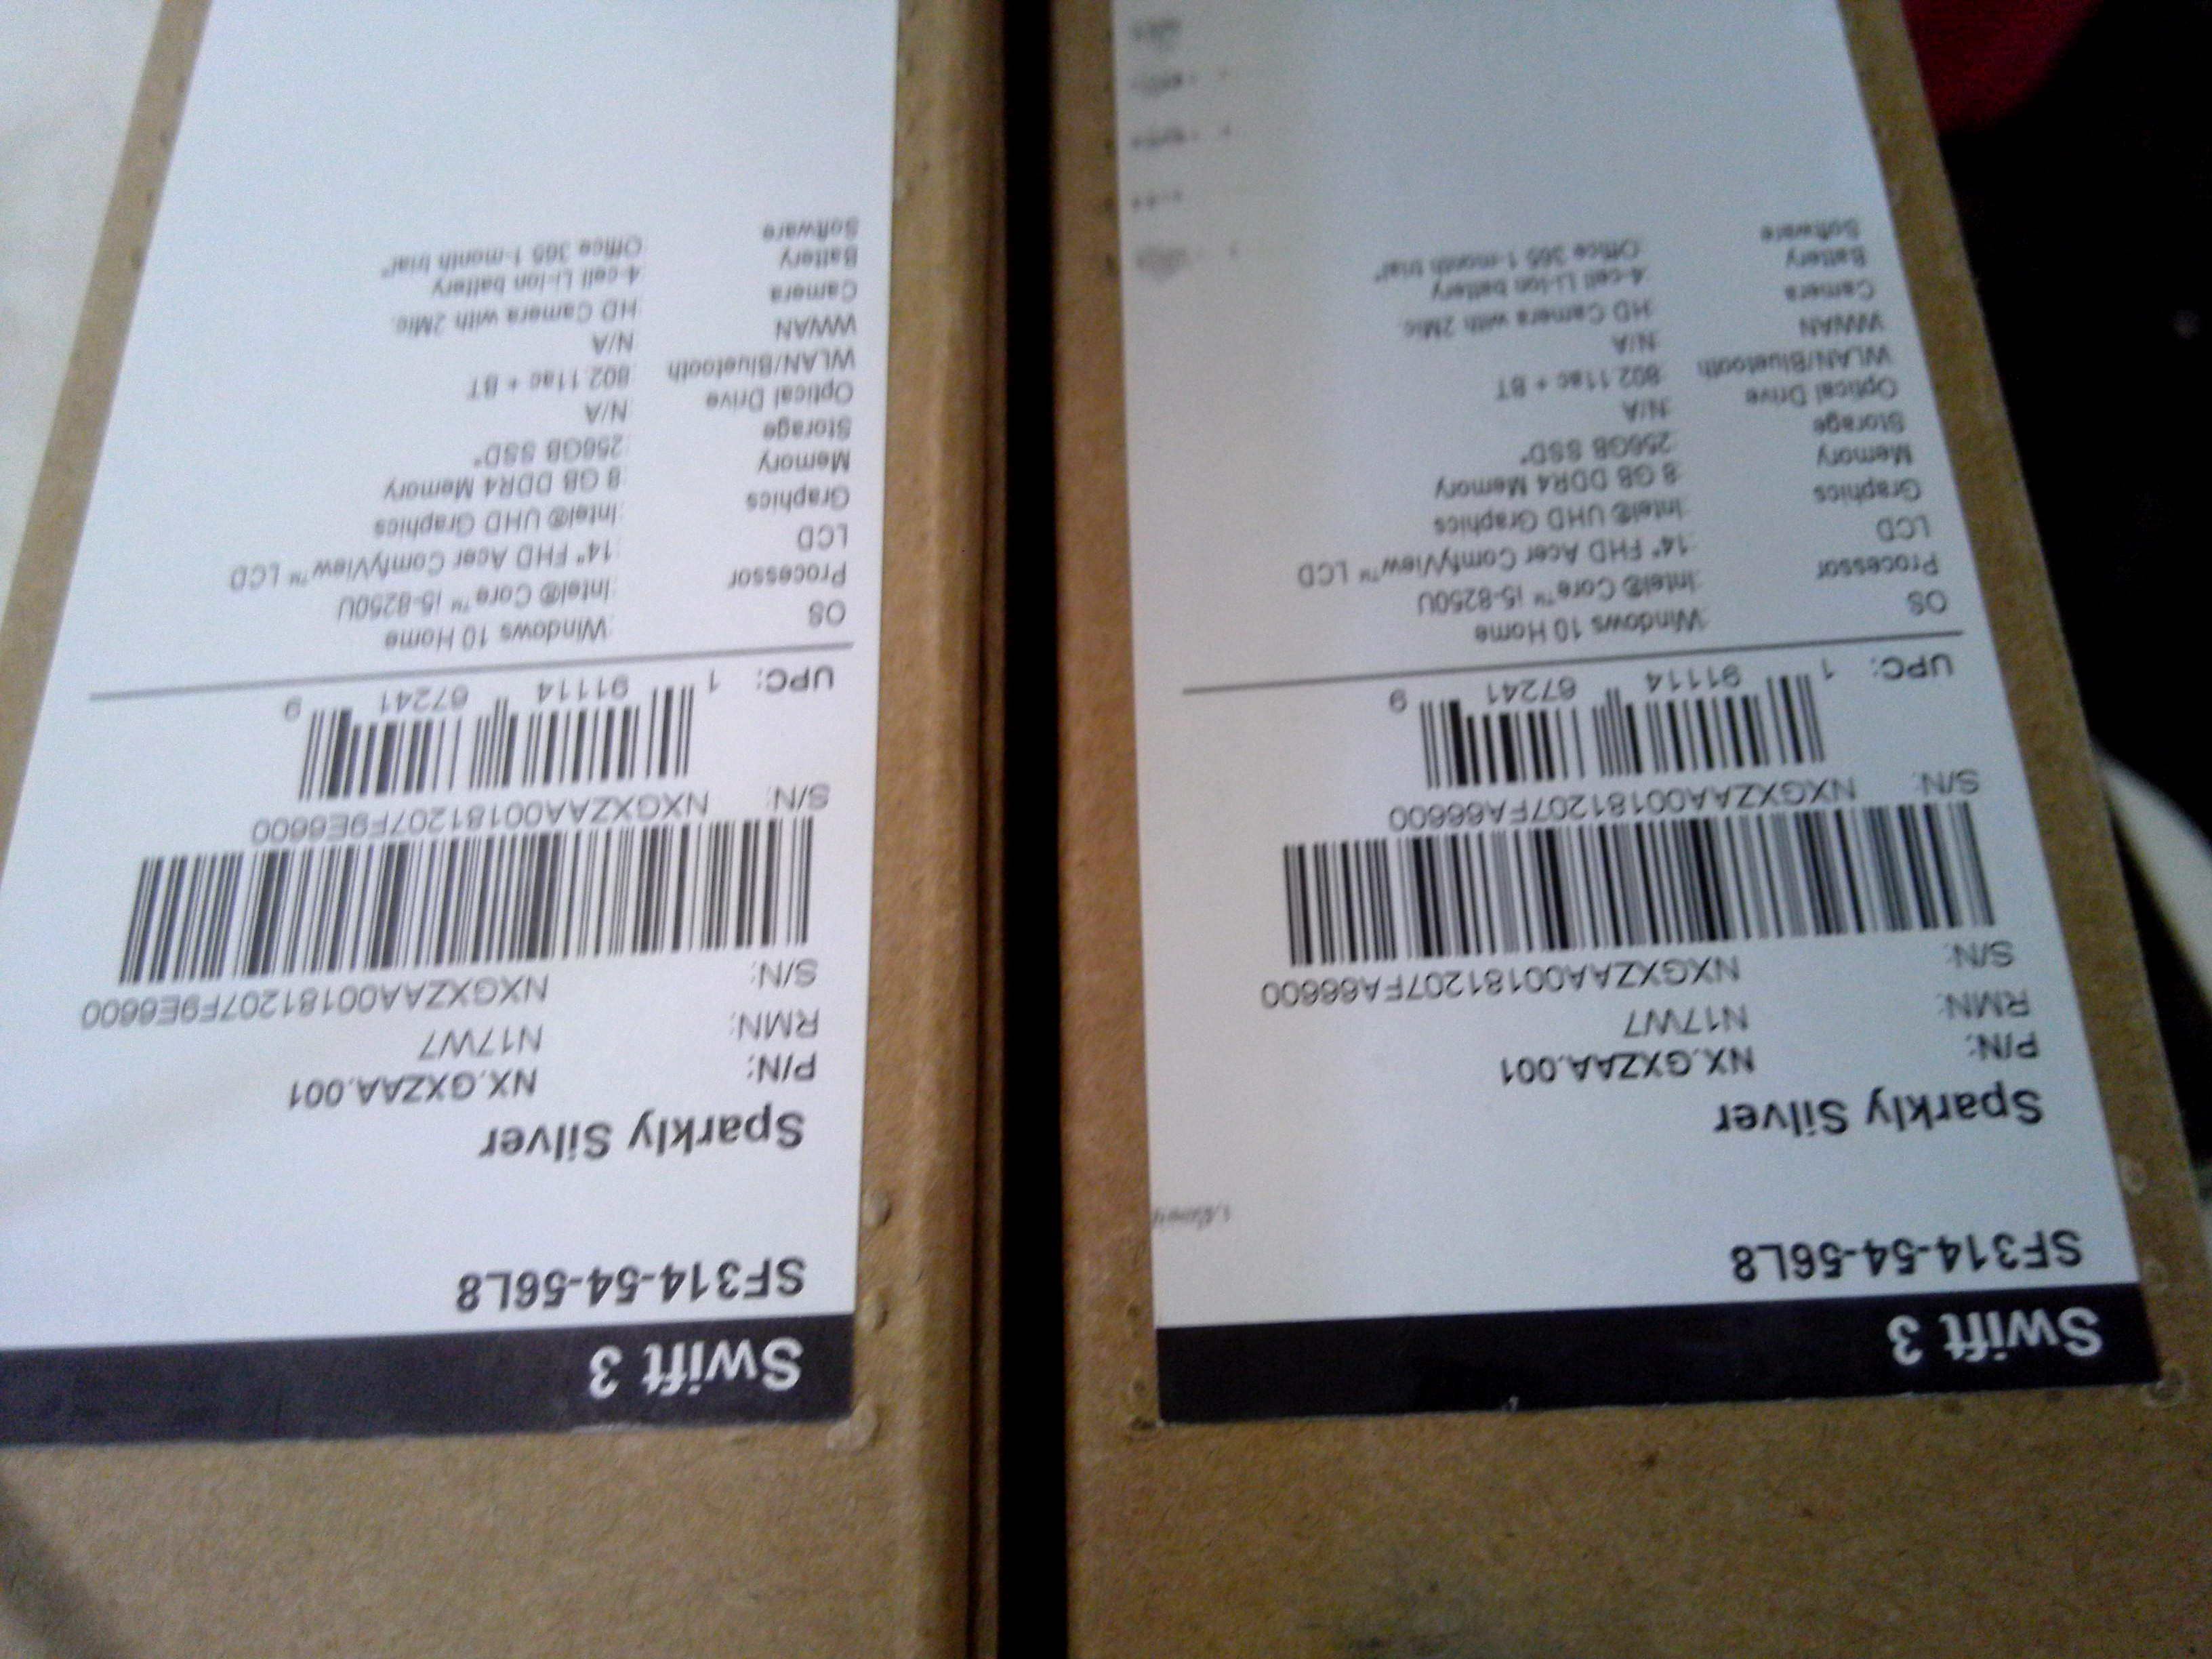 Swift 3
SF314-54-56L8
Sparkly Silver
P/N: NX.GXZAA.001
RMN: N17W7
S/N: NXGXZAA00181207FA66600
S/N: NXGXZAA00181207FA66600
UPC: 1 91114 67241 9
OS :Windows 10 Home
Processor :Intel® Core™ i5-8250U
LCD :14" FHD Acer ComfyView™ LCD
Graphics :Intel® UHD Graphics
Memory :8 GB DDR4 Memory
Storage :256GB SSD*
Optical Drive :N/A
WLAN/Bluetooth :802.11ac + BT
WWAN :N/A
Camera :HD Camera with 2Mic.
Battery :4-cell Li-Ion battery
Software :Office 365 1-month trial*
Swift 3
SF314-54-56L8
Sparkly Silver
P/N: NX.GXZAA.001
RMN: N17W7
S/N: NXGXZAA00181207F9E6600
S/N: NXGXZAA00181207F9E6600
UPC: 1 91114 67241 9
OS :Windows 10 Home
Processor :Intel® Core™ i5-8250U
LCD :14" FHD Acer ComfyView™ LCD
Graphics :Intel® UHD Graphics
Memory :8 GB DDR4 Memory
Storage :256GB SSD*
Optical Drive :N/A
WLAN/Bluetooth :802.11ac + BT
WWAN :N/A
Camera :HD Camera with 2Mic.
Battery :4-cell Li-Ion battery
Software :Office 365 1-month trial*